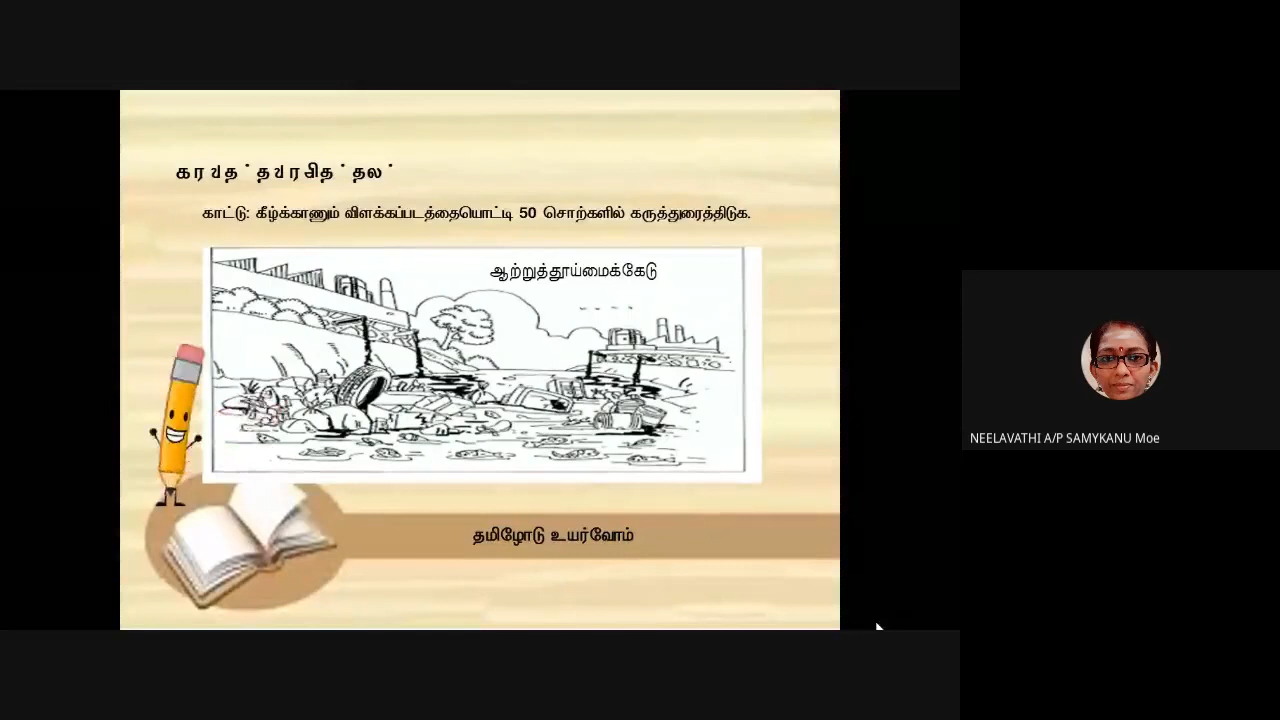 காட்டு: கீழ்க்காணும் விளக்கப்படத்தையொட்டி 50 சொற்களில் கருத்துரைத்திடுக.
ஆற்றுத்தூய்மைக்கேடு
தமிழோடு உயர்வோம்
NEELAVATHI A/P SAMYKANU Moe